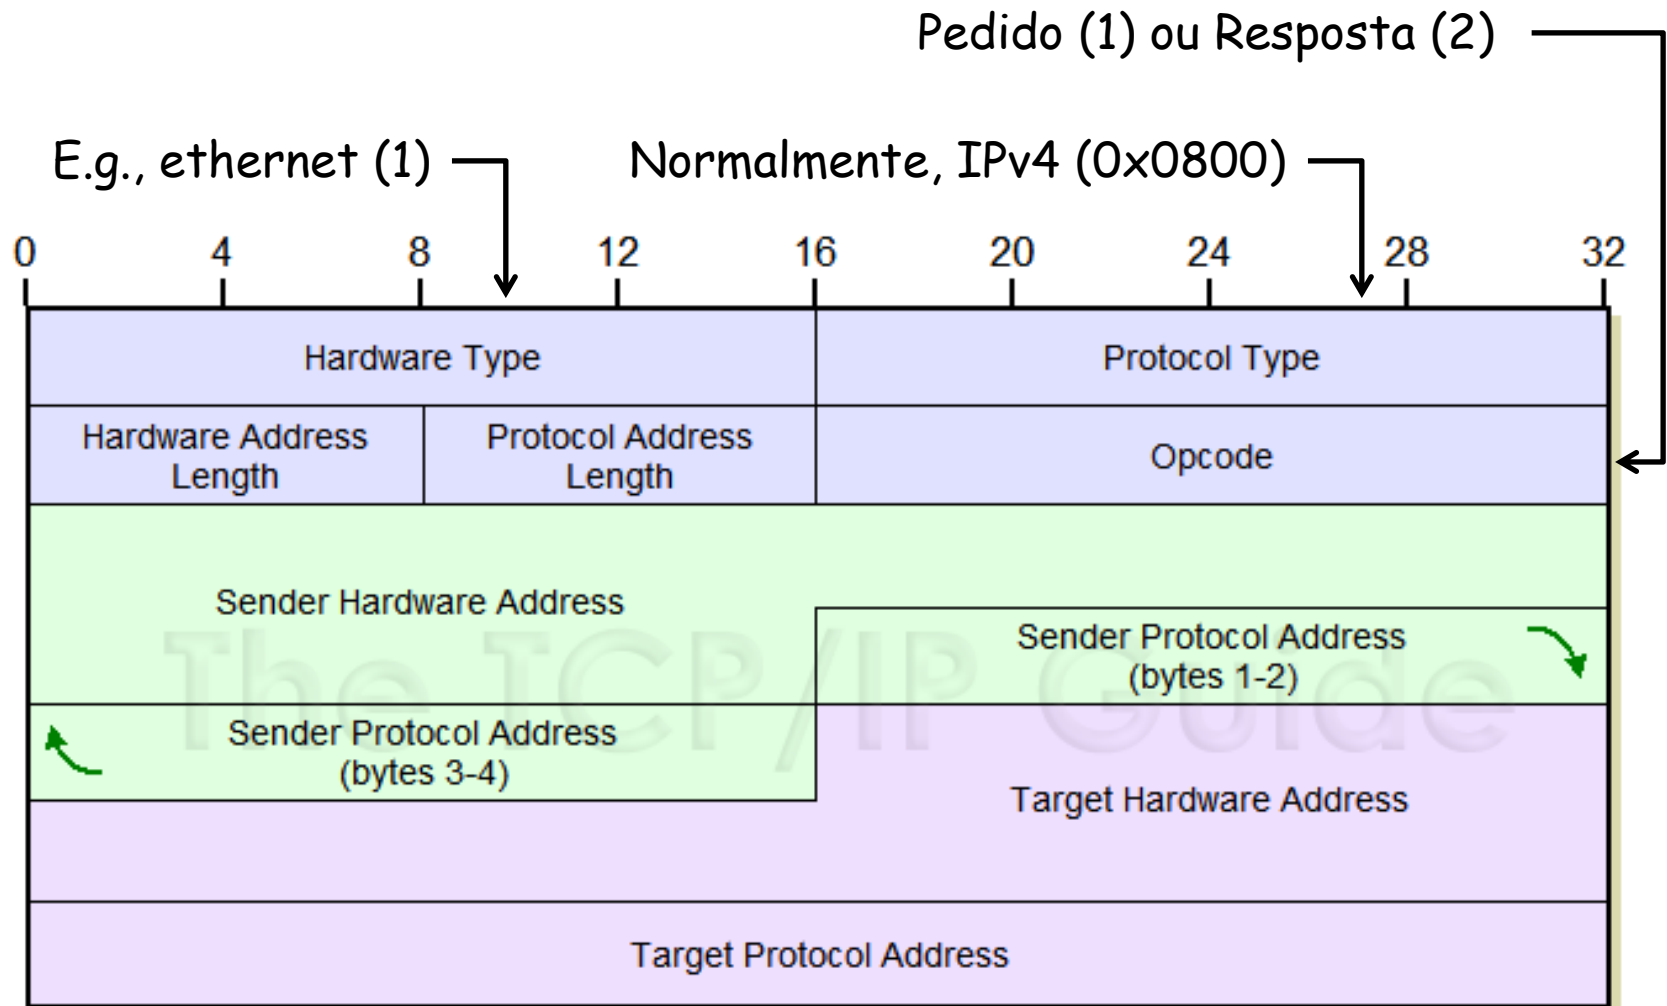 Pedido (1) ou Resposta (2)
E.g., ethernet (1)
Normalmente, IPv4 (0x0800)
0 4 8 12 16 20 24 28 32
Hardware Type
Protocol Type
Hardware Address
Length
Protocol Address
Length
Opcode
Sender Hardware Address
Sender Protocol Address
(bytes 1-2)
The TCP/IP Guide
Sender Protocol Address
(bytes 3-4)
Target Hardware Address
Target Protocol Address